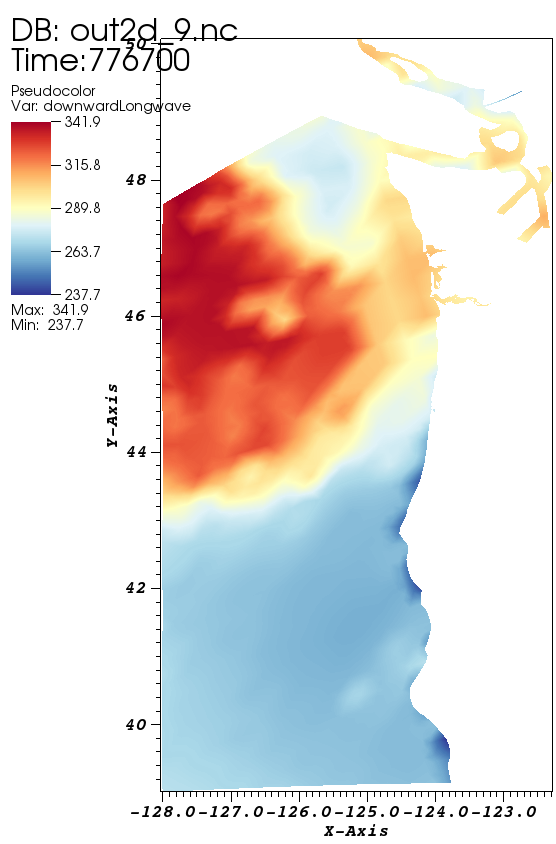 DB: out2d_9.nc
Time:776700
Pseudocolor
Var: downwardLongwave
341.9
315.8
289.8
263.7
237.7
Max: 341.9
Min: 237.7
50
48
46
44
42
40
Y-Axis
-128.0 -127.0 -126.0 -125.0 -124.0 -123.0
X-Axis